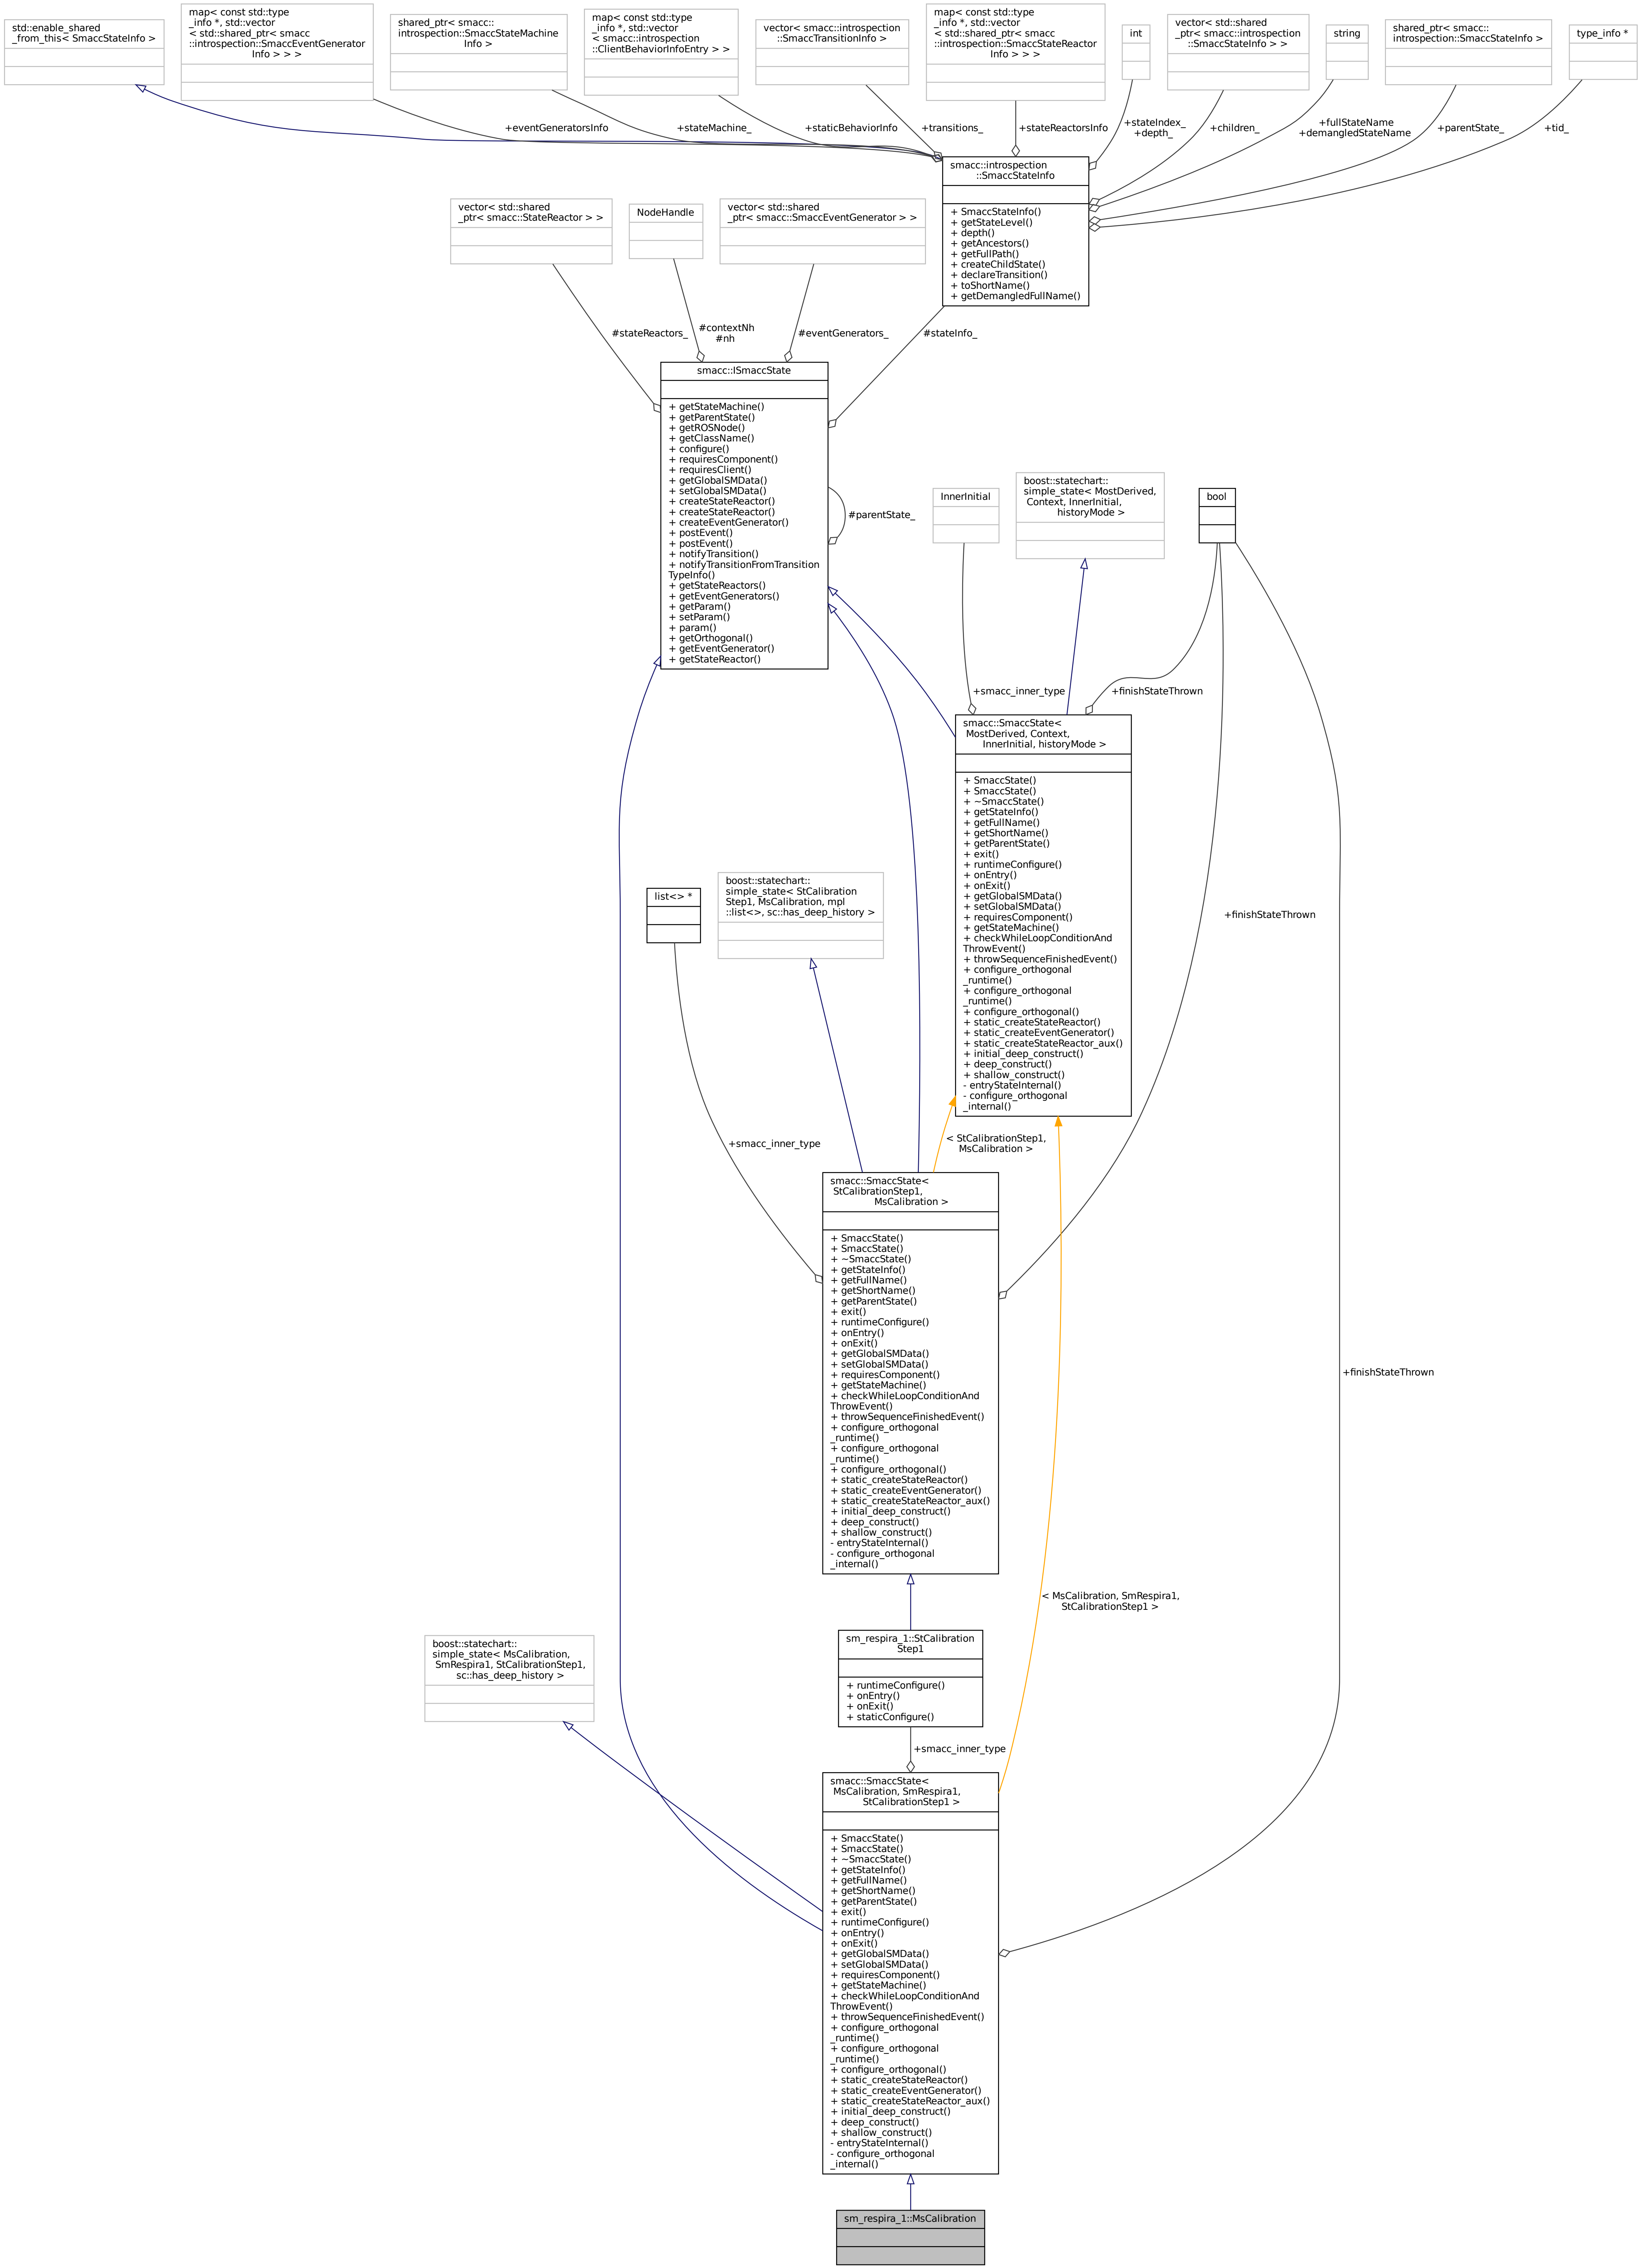 std::enable_shared
_from_this< SmaccStateInfo >
map< const std::type
_info *, std::vector
< std::shared_ptr< smacc
::introspection::SmaccEventGenerator
Info > > >
shared_ptr< smacc::
introspection::SmaccStateMachine
Info >
map< const std::type
_info *, std::vector
< smacc::introspection
::ClientBehaviorInfoEntry > >
vector< smacc::introspection
::SmaccTransitionInfo >
map< const std::type
_info *, std::vector
< std::shared_ptr< smacc
::introspection::SmaccStateReactor
Info > > >
int
vector< std::shared
_ptr< smacc::introspection
::SmaccStateInfo > >
string
shared_ptr< smacc::
introspection::SmaccStateInfo >
type_info *
+eventGeneratorsInfo
+stateMachine_
+staticBehaviorInfo
+transitions_
+stateReactorsInfo
+stateIndex_
+depth_
+children_
+fullStateName
+demangledStateName
+parentState_
+tid_
smacc::introspection
::SmaccStateInfo
+ SmaccStateInfo()
+ getStateLevel()
+ depth()
+ getAncestors()
+ getFullPath()
+ createChildState()
+ declareTransition()
+ toShortName()
+ getDemangledFullName()
vector< std::shared
_ptr< smacc::StateReactor > >
NodeHandle
vector< std::shared
_ptr< smacc::SmaccEventGenerator > >
#stateReactors_
#contextNh
#nh
#eventGenerators_
#stateInfo_
smacc::ISmaccState
+ getStateMachine()
+ getParentState()
+ getROSNode()
+ getClassName()
+ configure()
+ requiresComponent()
+ requiresClient()
+ getGlobalSMData()
+ setGlobalSMData()
+ createStateReactor()
+ createStateReactor()
+ createEventGenerator()
+ postEvent()
+ postEvent()
+ notifyTransition()
+ notifyTransitionFromTransition
TypeInfo()
+ getStateReactors()
+ getEventGenerators()
+ getParam()
+ setParam()
+ param()
+ getOrthogonal()
+ getEventGenerator()
+ getStateReactor()
#parentState_
InnerInitial
boost::statechart::
simple_state< MostDerived,
Context, InnerInitial,
historyMode >
bool
+smacc_inner_type
+finishStateThrown
smacc::SmaccState<
MostDerived, Context,
InnerInitial, historyMode >
+ SmaccState()
+ SmaccState()
+ ~SmaccState()
+ getStateInfo()
+ getFullName()
+ getShortName()
+ getParentState()
+ exit()
+ runtimeConfigure()
+ onEntry()
+ onExit()
+ getGlobalSMData()
+ setGlobalSMData()
+ requiresComponent()
+ getStateMachine()
+ checkWhileLoopConditionAnd
ThrowEvent()
+ throwSequenceFinishedEvent()
+ configure_orthogonal
_runtime()
+ configure_orthogonal
_runtime()
+ configure_orthogonal()
+ static_createStateReactor()
+ static_createEventGenerator()
+ static_createStateReactor_aux()
+ initial_deep_construct()
+ deep_construct()
+ shallow_construct()
- entryStateInternal()
- configure_orthogonal
_internal()
list<> *
boost::statechart::
simple_state< StCalibration
Step1, MsCalibration, mpl
::list<>, sc::has_deep_history >
+finishStateThrown
+smacc_inner_type
< StCalibrationStep1,
MsCalibration >
smacc::SmaccState<
StCalibrationStep1,
MsCalibration >
+ SmaccState()
+ SmaccState()
+ ~SmaccState()
+ getStateInfo()
+ getFullName()
+ getShortName()
+ getParentState()
+ exit()
+ runtimeConfigure()
+ onEntry()
+ onExit()
+ getGlobalSMData()
+ setGlobalSMData()
+ requiresComponent()
+ getStateMachine()
+ checkWhileLoopConditionAnd
ThrowEvent()
+ throwSequenceFinishedEvent()
+ configure_orthogonal
_runtime()
+ configure_orthogonal
_runtime()
+ configure_orthogonal()
+ static_createStateReactor()
+ static_createEventGenerator()
+ static_createStateReactor_aux()
+ initial_deep_construct()
+ deep_construct()
+ shallow_construct()
- entryStateInternal()
- configure_orthogonal
_internal()
+finishStateThrown
< MsCalibration, SmRespira1,
StCalibrationStep1 >
boost::statechart::
simple_state< MsCalibration,
SmRespira1, StCalibrationStep1,
sc::has_deep_history >
sm_respira_1::StCalibration
Step1
+ runtimeConfigure()
+ onEntry()
+ onExit()
+ staticConfigure()
+smacc_inner_type
smacc::SmaccState<
MsCalibration, SmRespira1,
StCalibrationStep1 >
+ SmaccState()
+ SmaccState()
+ ~SmaccState()
+ getStateInfo()
+ getFullName()
+ getShortName()
+ getParentState()
+ exit()
+ runtimeConfigure()
+ onEntry()
+ onExit()
+ getGlobalSMData()
+ setGlobalSMData()
+ requiresComponent()
+ getStateMachine()
+ checkWhileLoopConditionAnd
ThrowEvent()
+ throwSequenceFinishedEvent()
+ configure_orthogonal
_runtime()
+ configure_orthogonal
_runtime()
+ configure_orthogonal()
+ static_createStateReactor()
+ static_createEventGenerator()
+ static_createStateReactor_aux()
+ initial_deep_construct()
+ deep_construct()
+ shallow_construct()
- entryStateInternal()
- configure_orthogonal
_internal()
sm_respira_1::MsCalibration